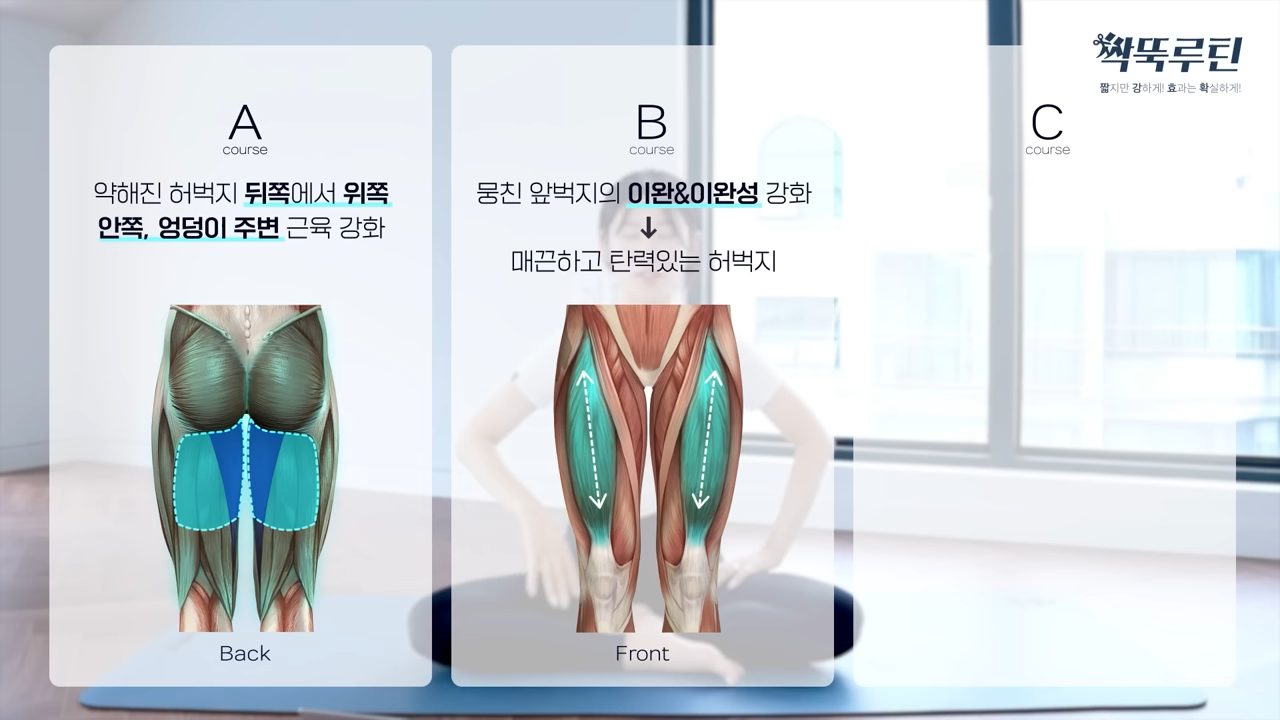 싹뚝루틴
짧지만 강하게! 효과는 확실하게!
A
course
약해진 허벅지 뒤쪽에서 위쪽
안쪽, 엉덩이 주변 근육 강화
Back
B
course
뭉친 앞벅지의 이완&이완성 강화
↓
매끈하고 탄력있는 허벅지
Front
C
course